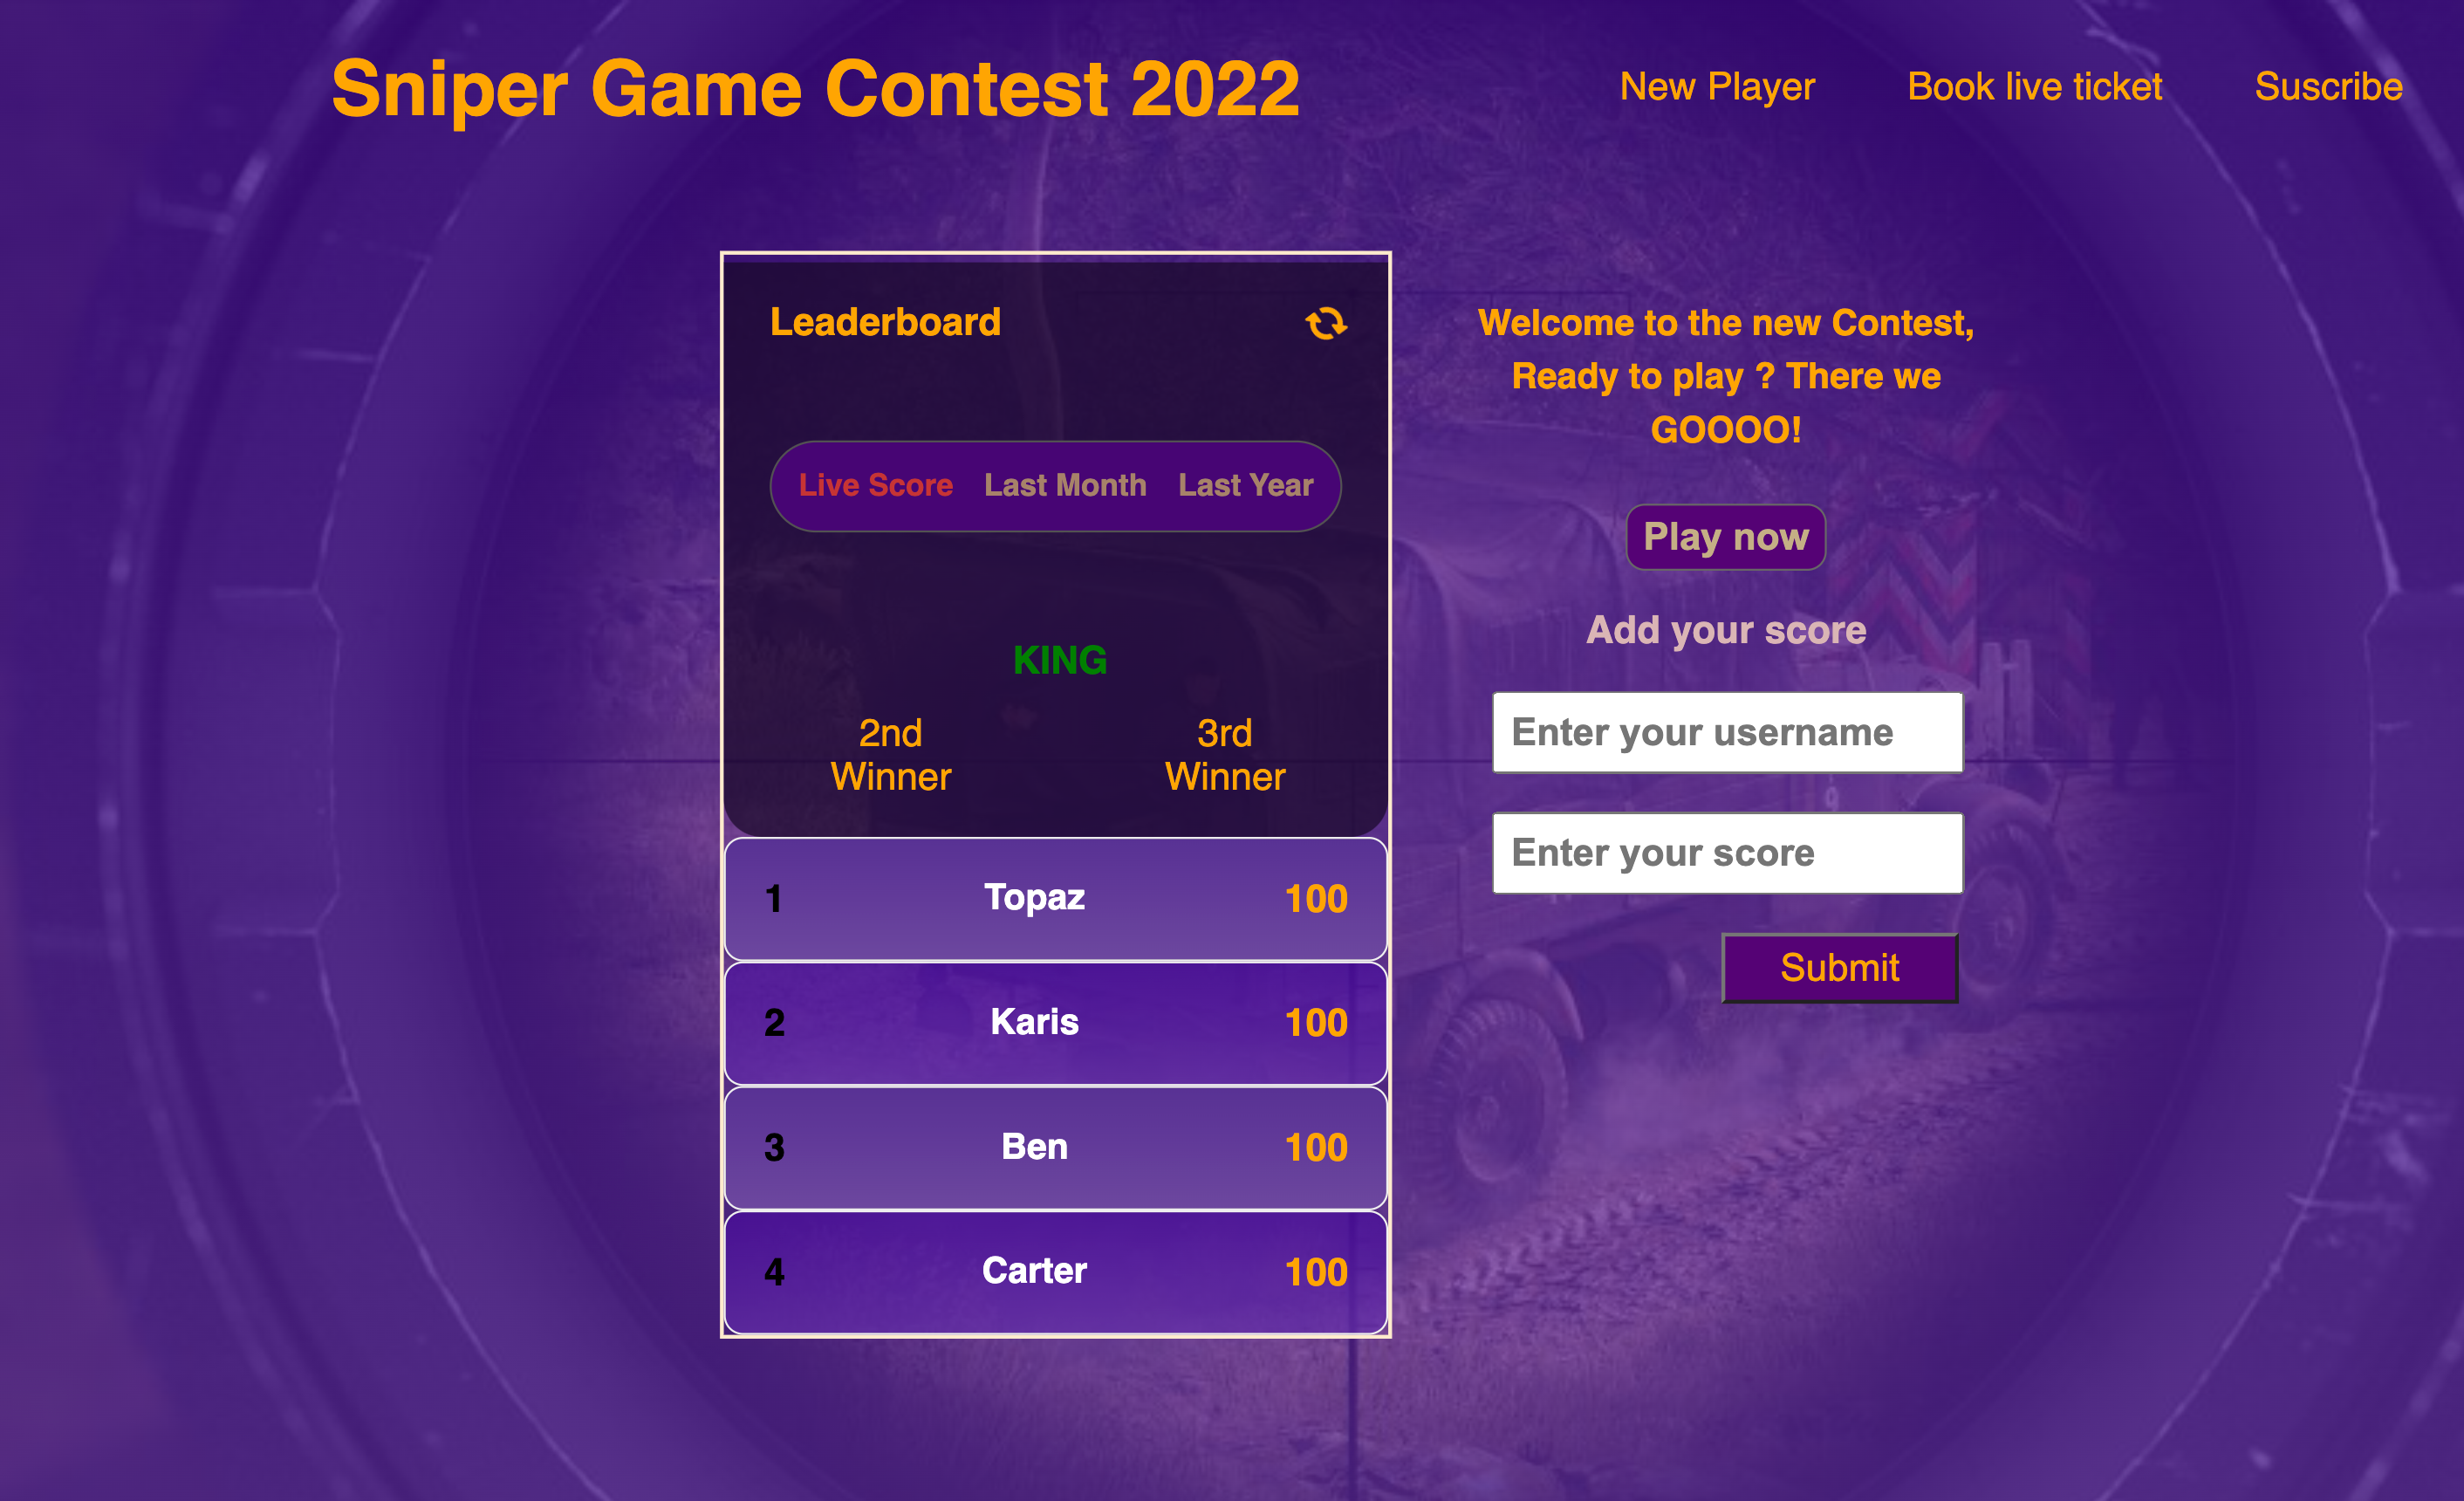 Sniper Game Contest 2022
New Player Book live ticket Suscribe
Leaderboard
Live Score Last Month Last Year
KING
2nd Winner
3rd Winner
1 Topaz 100
2 Karis 100
3 Ben 100
4 Carter 100
Welcome to the new Contest,
Ready to play ? There we
GOOOO!
Play now
Add your score
Enter your username
Enter your score
Submit